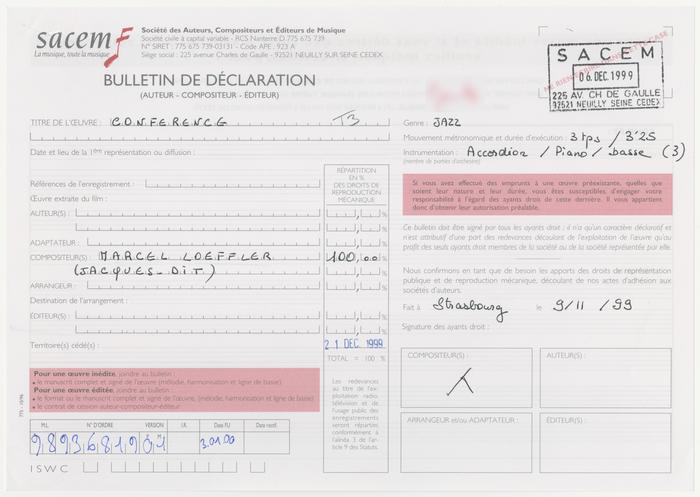 sacem
La musique, toute la musique
Société des Auteurs, Compositeurs et Éditeurs de Musique
Société civile à capital variable - RCS Nanterre D 775 675 739
N° SIRET : 775 675 739-03131 - Code APE : 923 A
Siège social : 225 avenue Charles de Gaulle - 92521 NEUILLY SUR SEINE CEDEX
SACEM
06. DEC. 1999
225 AV. CH DE GAULLE
92521 NEUILLY SEINE CEDEX
BULLETIN DE DÉCLARATION
(AUTEUR - COMPOSITEUR - ÉDITEUR)
TITRE DE L'ŒUVRE : CONFERENCE T3
Date et lieu de la 1ère représentation ou diffusion :
Références de l'enregistrement :
Œuvre extraite du film :
AUTEUR(S) :
ADAPTATEUR :
COMPOSITEUR(S) : MARCEL LOEFFLER
(JACQUES-DIT)
ARRANGEUR :
Destination de l'arrangement :
ÉDITEUR(S) :
Territoire(s) cédé(s) :
RÉPARTITION
EN %
DES DROITS DE
REPRODUCTION
MÉCANIQUE
%
%
%
100,00 %
%
%
%
21 DEC. 1999
TOTAL = 100 %
Les redevances
au titre de l'ex-
ploitation radio,
télévision et de
l'usage public des
enregistrements
seront réparties
conformément à
l'alinéa 3 de l'ar-
ticle 9 des Statuts.
Pour une œuvre inédite, joindre au bulletin :
• le manuscrit complet et signé de l'œuvre (mélodie, harmonisation et ligne de basse)
Pour une œuvre éditée, joindre au bulletin :
• le format ou le manuscrit complet et signé de l'œuvre, (mélodie, harmonisation et ligne de basse)
• le contrat de cession auteur-compositeur-éditeur
775 - 10/96
M.L. N° D'ORDRE VERSION I.R. Date FU Date rectif.
9893681901 3.01.00
ISWC
Genre : JAZZ
Mouvement métronomique et durée d'exécution : 3 tps / 3'25
Instrumentation : Accordion / Piano / basse (3)
(nombre de parties d'orchestre)
Si vous avez effectué des emprunts à une œuvre préexistante, quelles que
soient leur nature et leur durée, vous êtes susceptibles d'engager votre
responsabilité à l'égard des ayants droit de cette dernière. Il vous appartient
donc d'obtenir leur autorisation préalable.
Ce bulletin doit être signé par tous les ayants droit ; il n'a qu'un caractère déclaratif et
n'est attributif d'une part des redevances découlant de l'exploitation de l'œuvre qu'au
profit des seuls ayants droit membres de la société ou de la société représentée par elle.
Nous confirmons en tant que de besoin les apports des droits de représentation
publique et de reproduction mécanique, découlant de nos actes d'adhésion aux
sociétés d'auteurs.
Fait à Strasbourg le 9/11/99
Signature des ayants droit :
COMPOSITEUR(S) :
AUTEUR(S) :
ARRANGEUR et/ou ADAPTATEUR :
ÉDITEUR(S) :